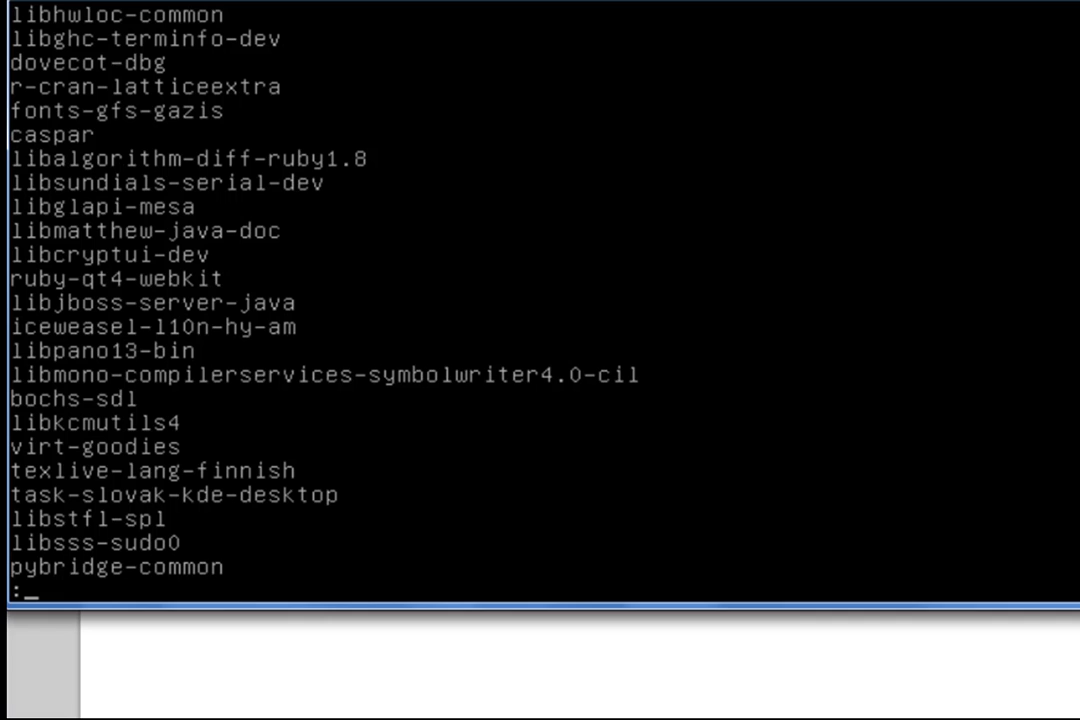 libhwloc-common
libghc-terminfo-dev
dovecot-dbg
r-cran-latticeextra
fonts-gfs-gazis
caspar
libalgorithm-diff-ruby1.8
libsundials-serial-dev
libglapi-mesa
libmatthew-java-doc
libcryptui-dev
ruby-qt4-webkit
libjboss-server-java
iceweasel-l10n-hy-am
libpano13-bin
libmono-compilerservices-symbolwriter4.0-cil
bochs-sdl
libkcmutils4
virt-goodies
texlive-lang-finnish
task-slovak-kde-desktop
libstfl-spl
libsss-sudo0
pybridge-common
:_